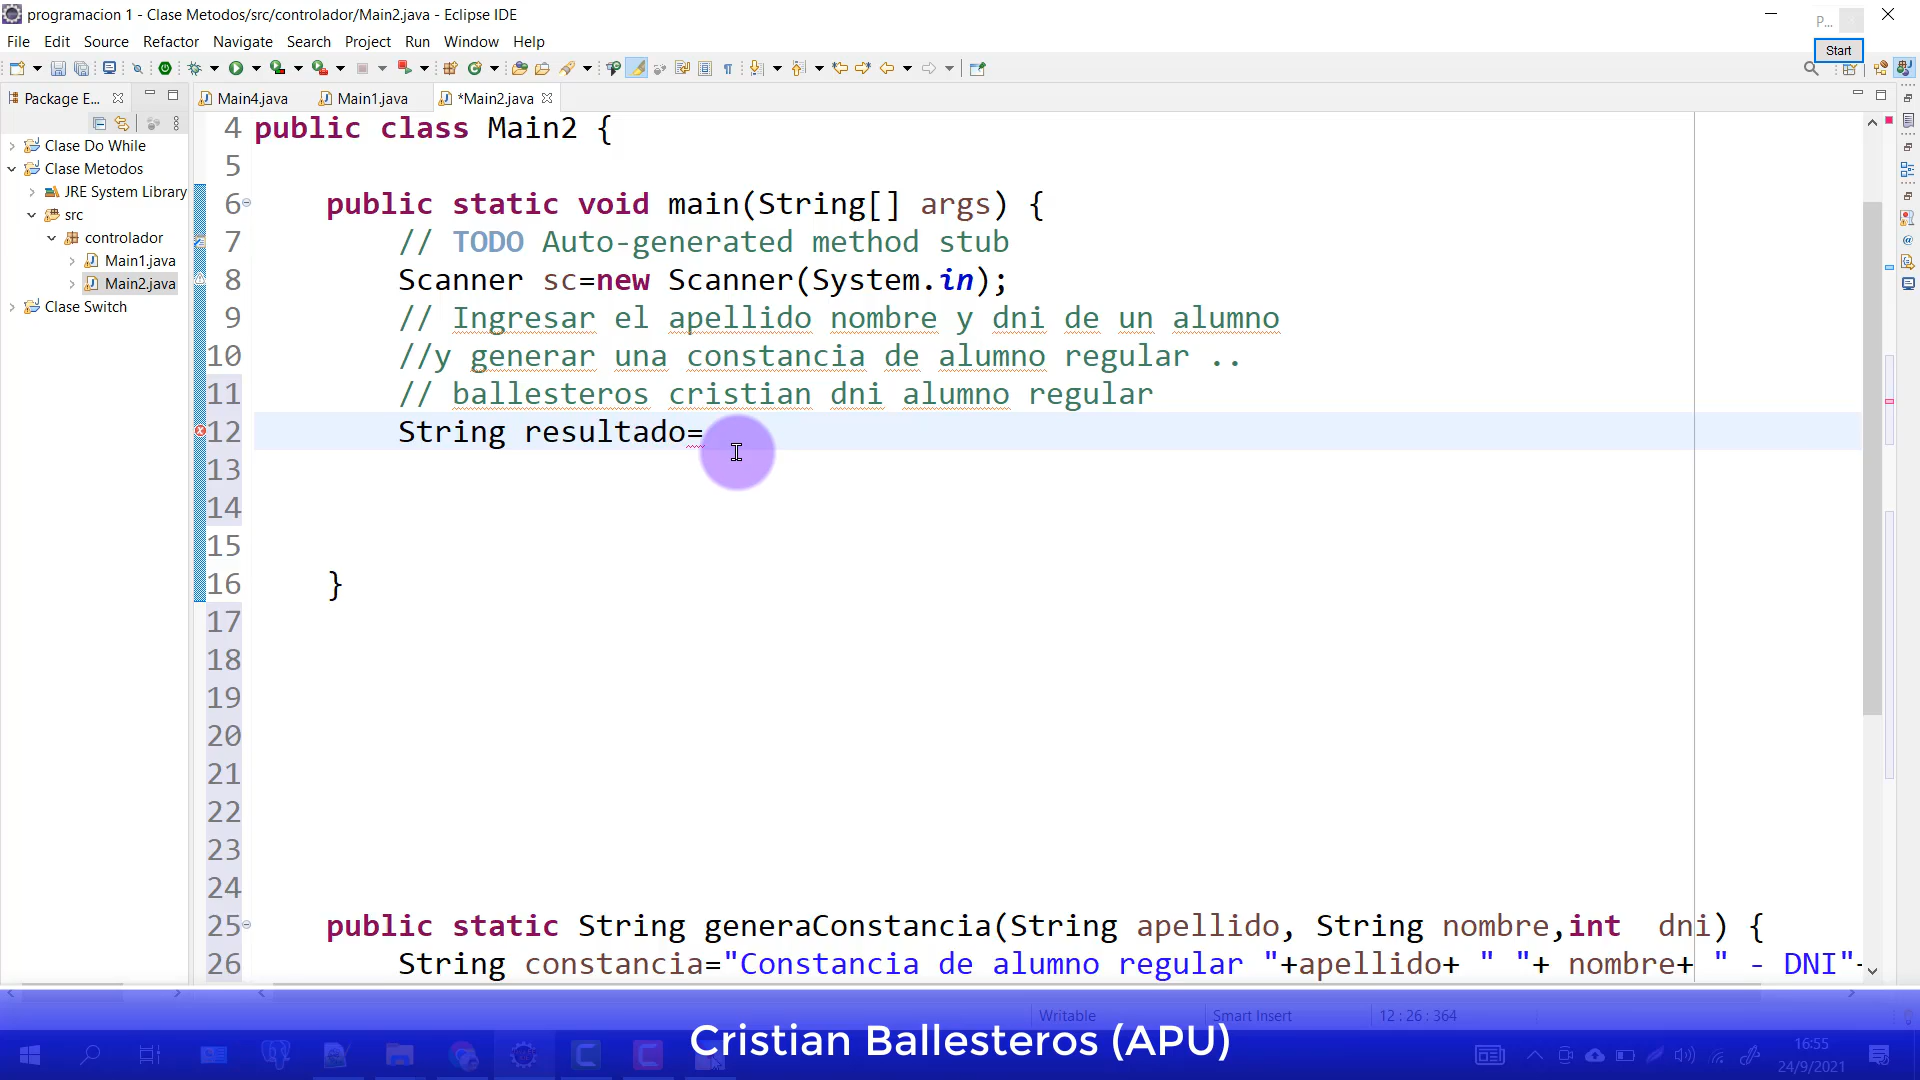 programacion 1 - Clase Metodos/src/controlador/Main2.java - Eclipse IDE
P...
File Edit Source Refactor Navigate Search Project Run Window Help
Start
Package E...
Main4.java
Main1.java
*Main2.java
Clase Do While
Clase Metodos
JRE System Library
src
controlador
Main1.java
Main2.java
Clase Switch
4 public class Main2 {
5
6 public static void main(String[] args) {
7 // TODO Auto-generated method stub
8 Scanner sc=new Scanner(System.in);
9 // Ingresar el apellido nombre y dni de un alumno
10 //y generar una constancia de alumno regular ..
11 // ballesteros cristian dni alumno regular
12 String resultado=
13
14
15
16 }
17
18
19
20
21
22
23
24
25 public static String generaConstancia(String apellido, String nombre,int  dni) {
26 String constancia="Constancia de alumno regular "+apellido+ " "+ nombre+ " - DNI"
Writable
Smart Insert
12 : 26 : 364
Cristian Ballesteros (APU)
16:55
24/9/2021